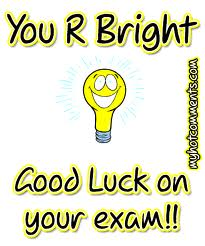 You R Bright
myhotcomments.com
Good Luck on
your exam!!